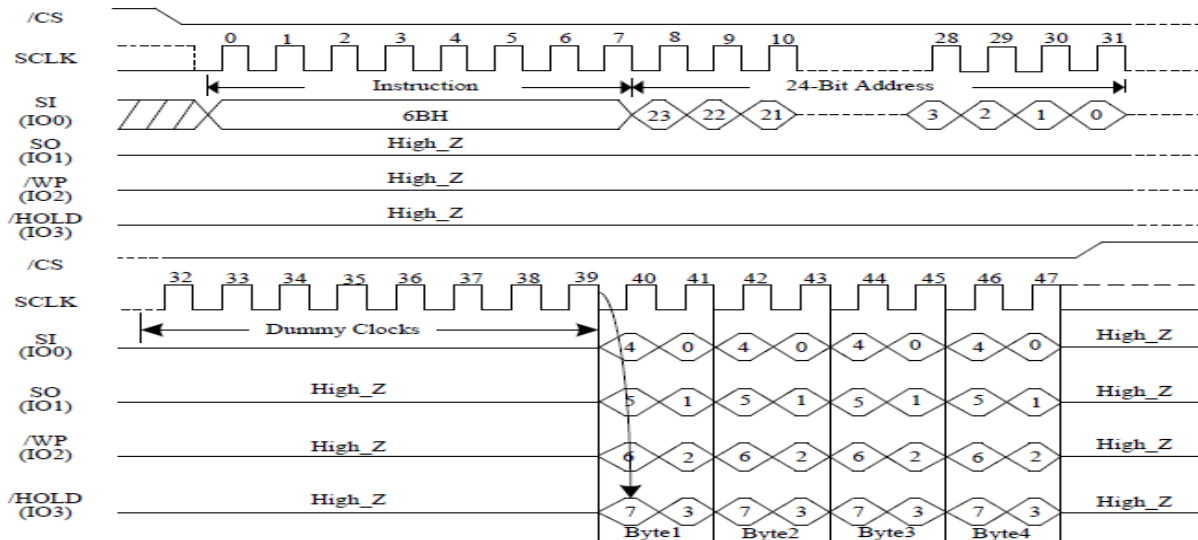 /CS
0 1 2 3 4 5 6 7 8 9 10 28 29 30 31
SCLK
Instruction 24-Bit Address
SI
(IO0)
6BH 23 22 21 3 2 1 0
SO
(IO1)
High_Z
/WP
(IO2)
High_Z
/HOLD
(IO3)
High_Z
/CS
32 33 34 35 36 37 38 39 40 41 42 43 44 45 46 47
SCLK
Dummy Clocks
SI
(IO0)
4 0 4 0 4 0 4 0 High_Z
SO
(IO1)
High_Z 5 1 5 1 5 1 5 1 High_Z
/WP
(IO2)
High_Z 6 2 6 2 6 2 6 2 High_Z
/HOLD
(IO3)
High_Z 7 3 7 3 7 3 7 3 High_Z
Byte1 Byte2 Byte3 Byte4